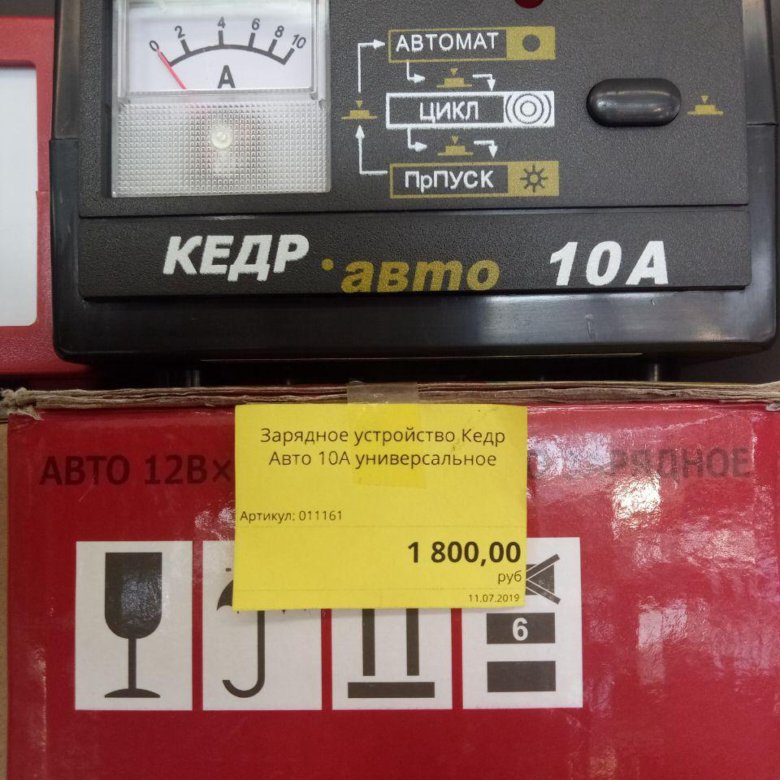 0 2 4 6 8 10
A
АВТОМАТ
ЦИКЛ
ПрПУСК
КЕДР авто 10А
АВТО 12В ЗАРЯДНОЕ
Зарядное устройство Кедр
Авто 10А универсальное
Артикул: 011161
1 800,00
руб
11.07.2019
6